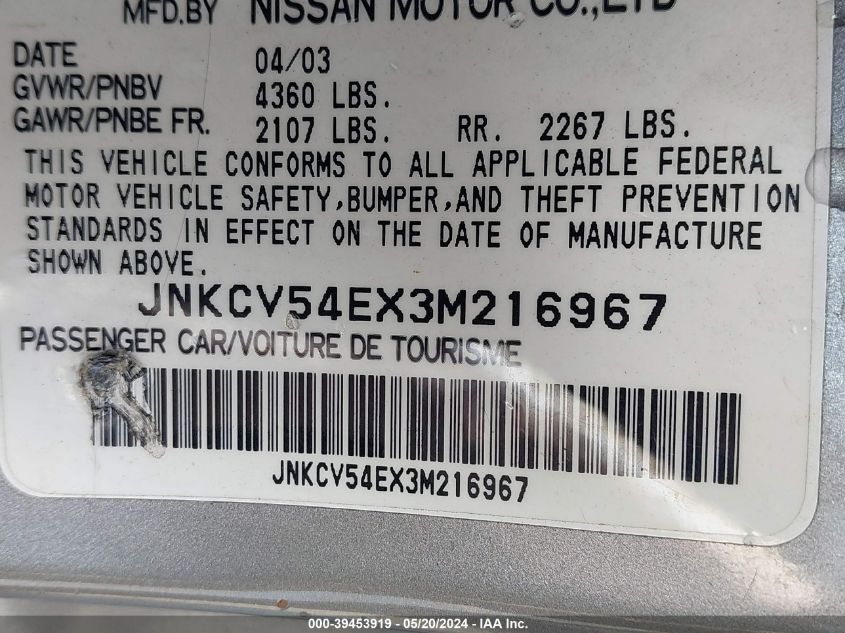 MFD.BY NISSAN MOTOR CO.,LTD
DATE 04/03
GVWR/PNBV 4360 LBS.
GAWR/PNBE FR. 2107 LBS. RR. 2267 LBS.
THIS VEHICLE CONFORMS TO ALL APPLICABLE FEDERAL
MOTOR VEHICLE SAFETY,BUMPER,AND THEFT PREVENTION
STANDARDS IN EFFECT ON THE DATE OF MANUFACTURE
SHOWN ABOVE.
JNKCV54EX3M216967
PASSENGER CAR/VOITURE DE TOURISME
JNKCV54EX3M216967
000-39453919 - 05/20/2024 - IAA Inc.